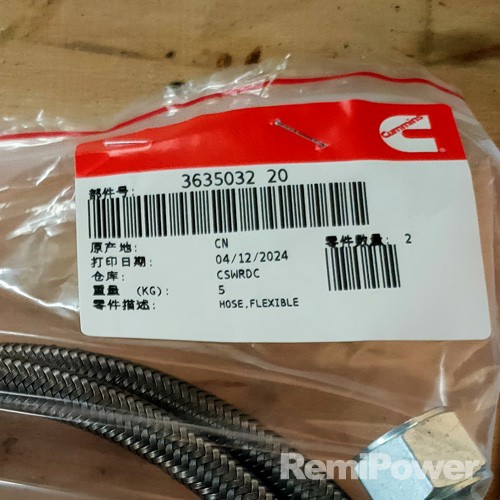 Cummins
部件号: 3635032 20
原产地: CN
零件数量: 2
打印日期: 04/12/2024
仓库: CSWRDC
重量 (KG): 5
零件描述: HOSE,FLEXIBLE
RemiPower